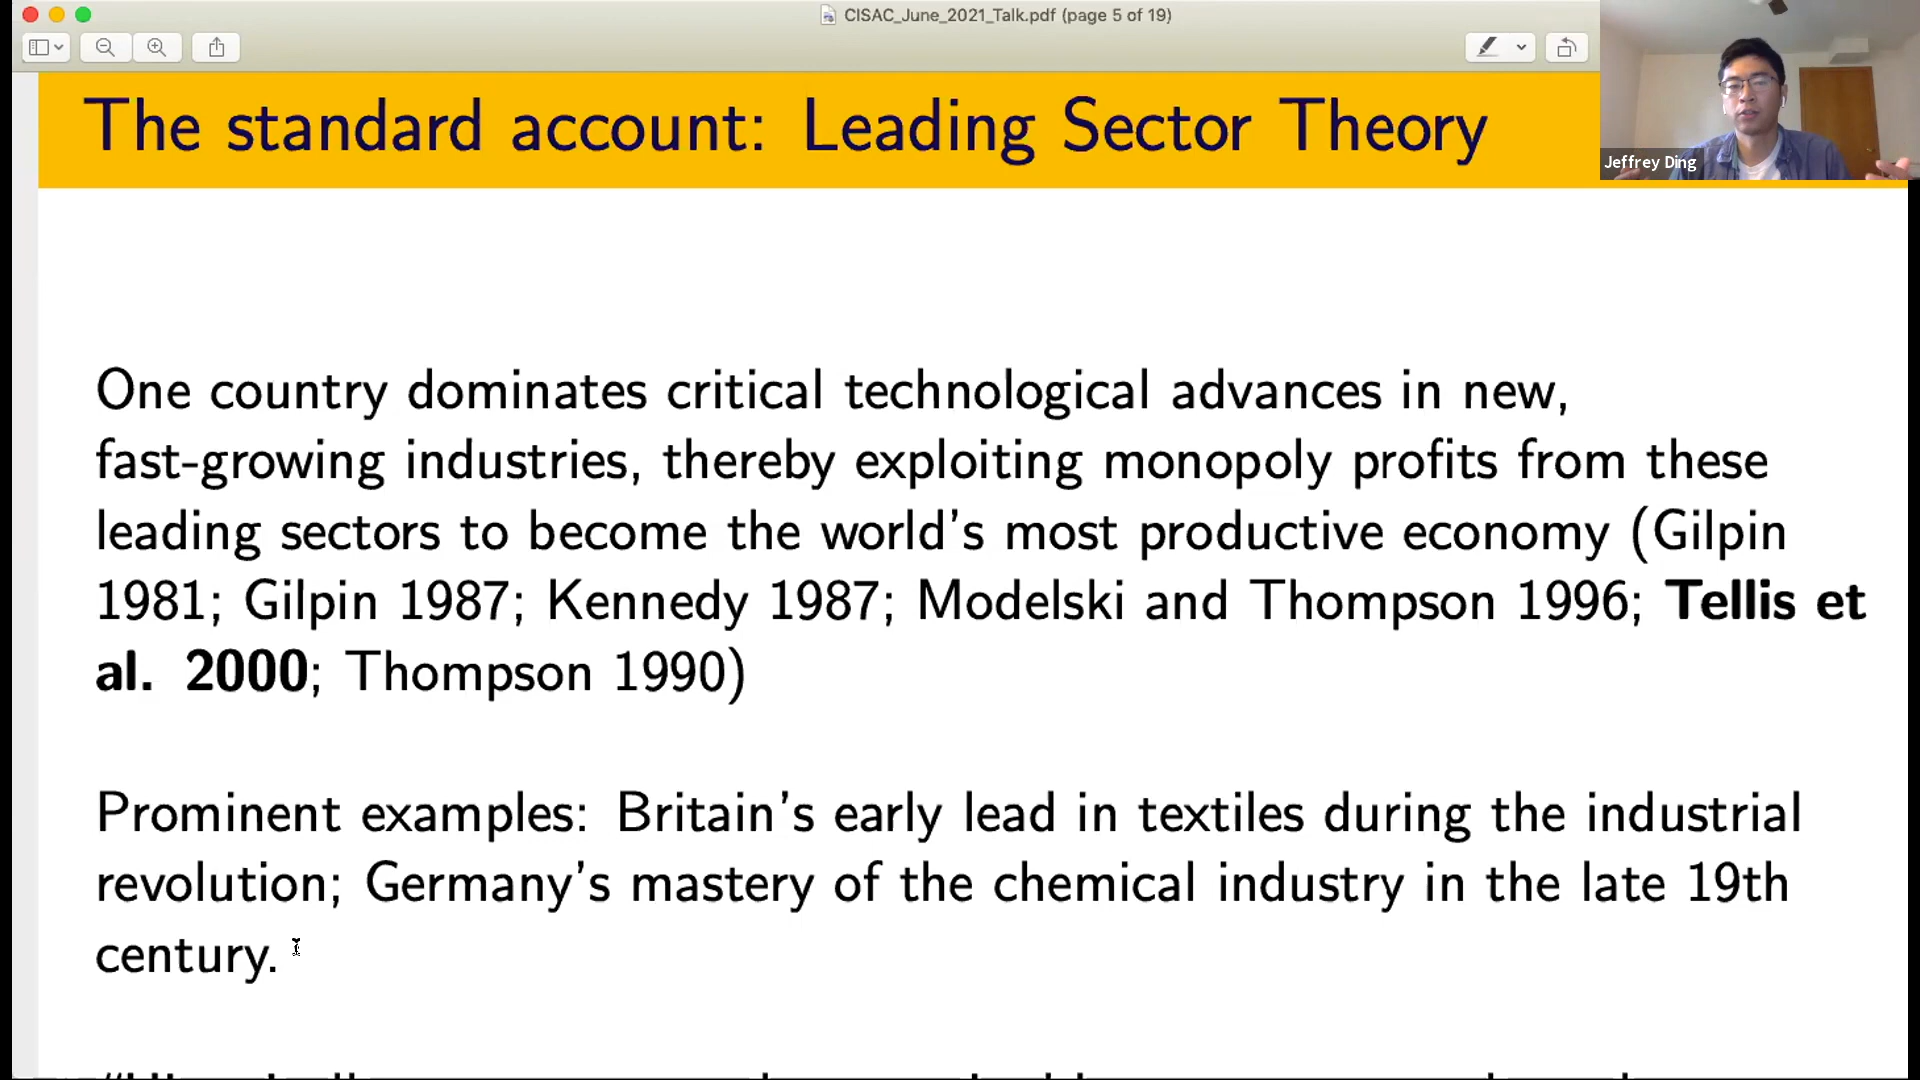 CISAC_June_2021_Talk.pdf (page 5 of 19)
The standard account: Leading Sector Theory
Jeffrey Ding
One country dominates critical technological advances in new,
fast-growing industries, thereby exploiting monopoly profits from these
leading sectors to become the world's most productive economy (Gilpin
1981; Gilpin 1987; Kennedy 1987; Modelski and Thompson 1996; Tellis et
al. 2000; Thompson 1990)
Prominent examples: Britain's early lead in textiles during the industrial
revolution; Germany's mastery of the chemical industry in the late 19th
century.